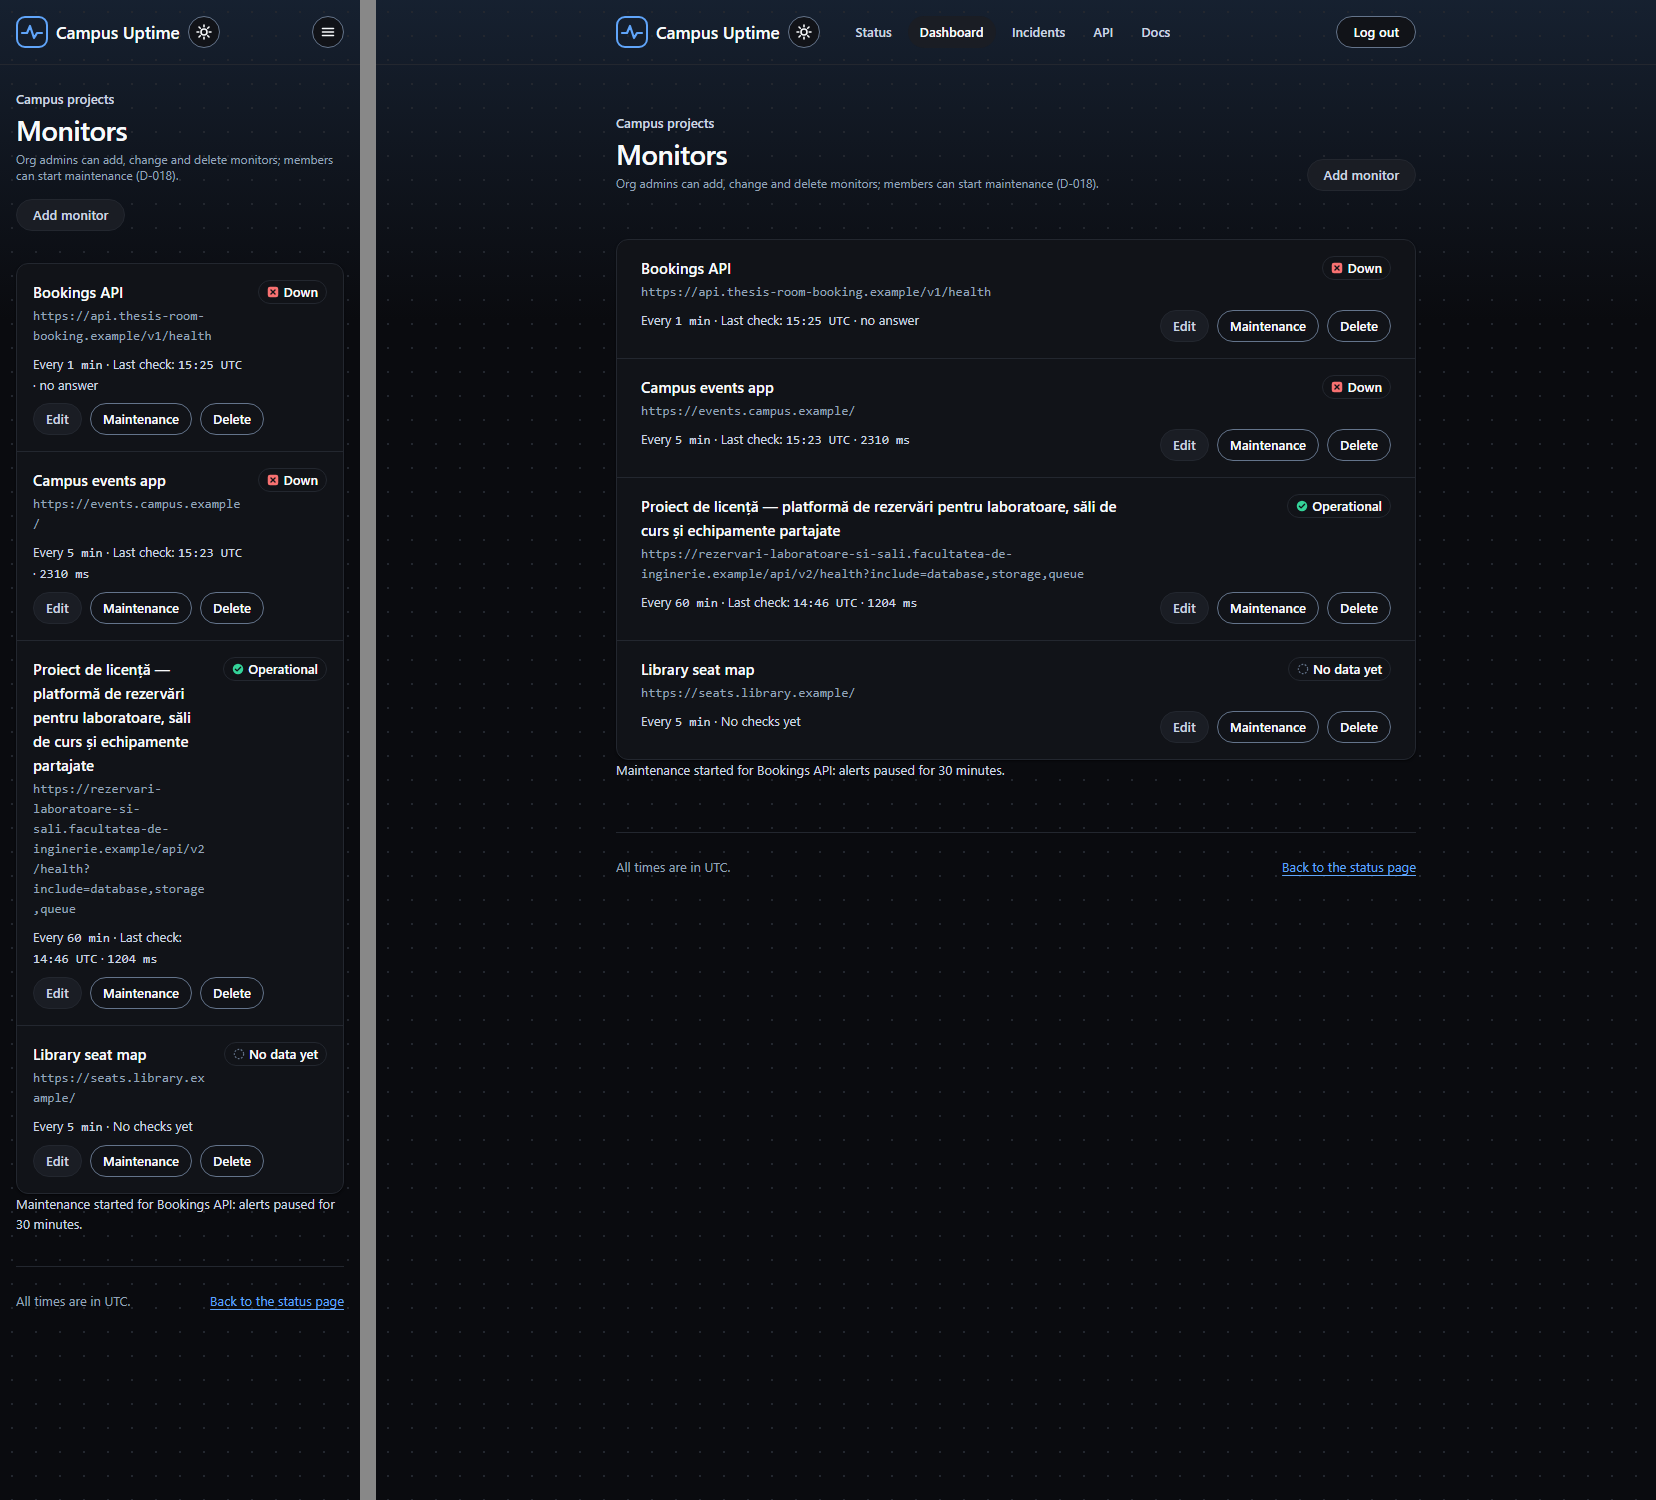 Campus Uptime
Campus projects
Monitors
Org admins can add, change and delete monitors; members
can start maintenance (D-018).
Add monitor
Bookings API
Down
https://api.thesis-room-
booking.example/v1/health
Every 1 min · Last check: 15:25 UTC
· no answer
Edit Maintenance Delete
Campus events app
Down
https://events.campus.example
/
Every 5 min · Last check: 15:23 UTC
· 2310 ms
Edit Maintenance Delete
Proiect de licență —
platformă de rezervări
pentru laboratoare, săli
de curs și echipamente
partajate
Operational
https://rezervari-
laboratoare-si-
sali.facultatea-de-
inginerie.example/api/v2
/health?
include=database,storage
,queue
Every 60 min · Last check:
14:46 UTC · 1204 ms
Edit Maintenance Delete
Library seat map
No data yet
https://seats.library.ex
ample/
Every 5 min · No checks yet
Edit Maintenance Delete
Maintenance started for Bookings API: alerts paused for
30 minutes.
All times are in UTC. Back to the status page
Campus Uptime Status Dashboard Incidents API Docs Log out
Campus projects
Monitors
Org admins can add, change and delete monitors; members can start maintenance (D-018).
Add monitor
Bookings API
Down
https://api.thesis-room-booking.example/v1/health
Every 1 min · Last check: 15:25 UTC · no answer
Edit Maintenance Delete
Campus events app
Down
https://events.campus.example/
Every 5 min · Last check: 15:23 UTC · 2310 ms
Edit Maintenance Delete
Proiect de licență — platformă de rezervări pentru laboratoare, săli de
curs și echipamente partajate
Operational
https://rezervari-laboratoare-si-sali.facultatea-de-
inginerie.example/api/v2/health?include=database,storage,queue
Every 60 min · Last check: 14:46 UTC · 1204 ms
Edit Maintenance Delete
Library seat map
No data yet
https://seats.library.example/
Every 5 min · No checks yet
Edit Maintenance Delete
Maintenance started for Bookings API: alerts paused for 30 minutes.
All times are in UTC. Back to the status page